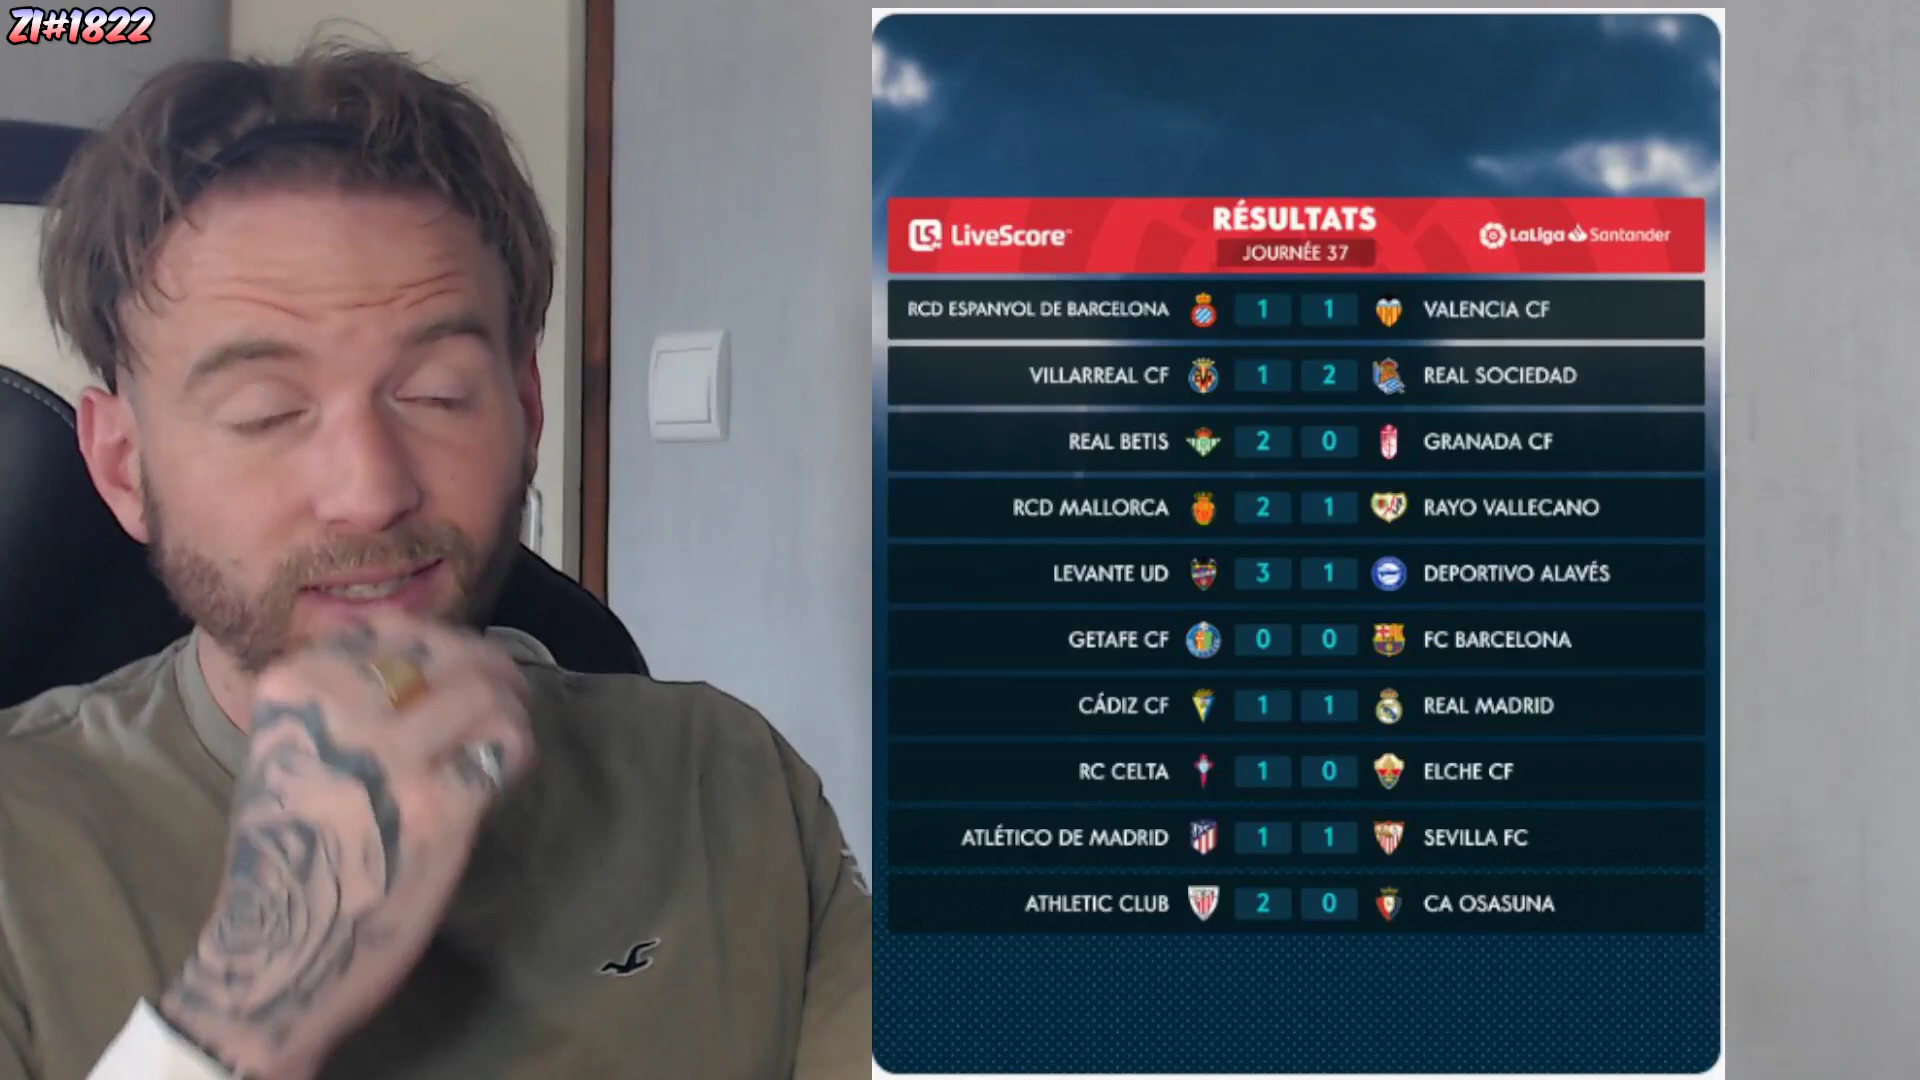 ZI#1822
LiveScore
RÉSULTATS
JOURNÉE 37
LaLiga Santander
RCD ESPANYOL DE BARCELONA 1 1 VALENCIA CF
VILLARREAL CF 1 2 REAL SOCIEDAD
REAL BETIS 2 0 GRANADA CF
RCD MALLORCA 2 1 RAYO VALLECANO
LEVANTE UD 3 1 DEPORTIVO ALAVÉS
GETAFE CF 0 0 FC BARCELONA
CÁDIZ CF 1 1 REAL MADRID
RC CELTA 1 0 ELCHE CF
ATLÉTICO DE MADRID 1 1 SEVILLA FC
ATHLETIC CLUB 2 0 CA OSASUNA